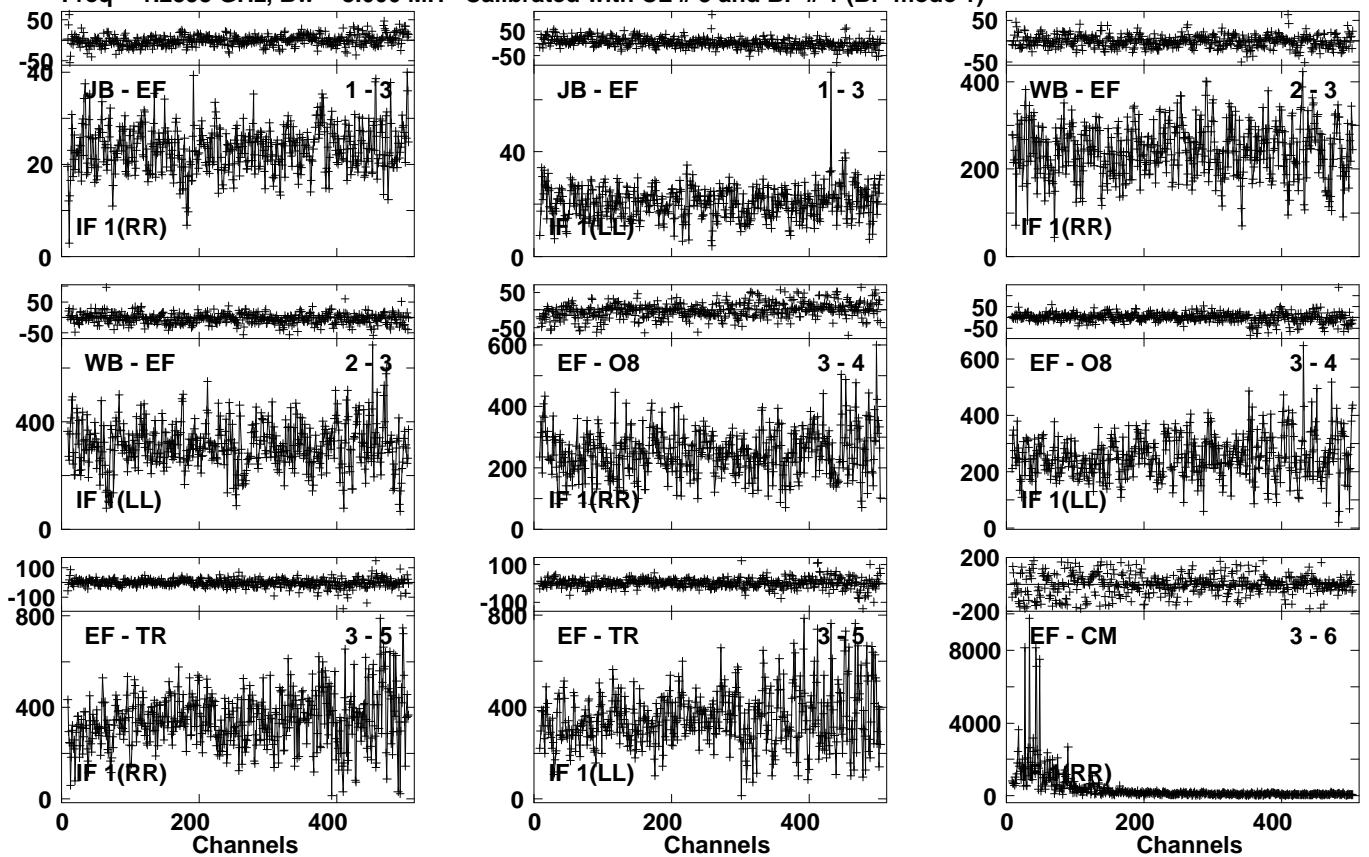 Calibrated with CL # 3 and BP # 1 (BP mode 1)
50
-50
40
20
0
JB - EF 1 - 3
IF 1(RR)
50
-50
40
0
JB - EF 1 - 3
IF 1(LL)
50
-50
400
200
0
WB - EF 2 - 3
IF 1(RR)
50
-50
400
0
WB - EF 2 - 3
IF 1(LL)
50
-50
600
400
200
0
EF - O8 3 - 4
IF 1(RR)
50
-50
600
400
200
0
EF - O8 3 - 4
IF 1(LL)
100
-100
800
400
0
EF - TR 3 - 5
IF 1(RR)
0 200 400
Channels
100
-100
800
400
0
EF - TR 3 - 5
IF 1(LL)
0 200 400
Channels
200
-200
8000
4000
0
EF - CM 3 - 6
IF 1(RR)
0 200 400
Channels